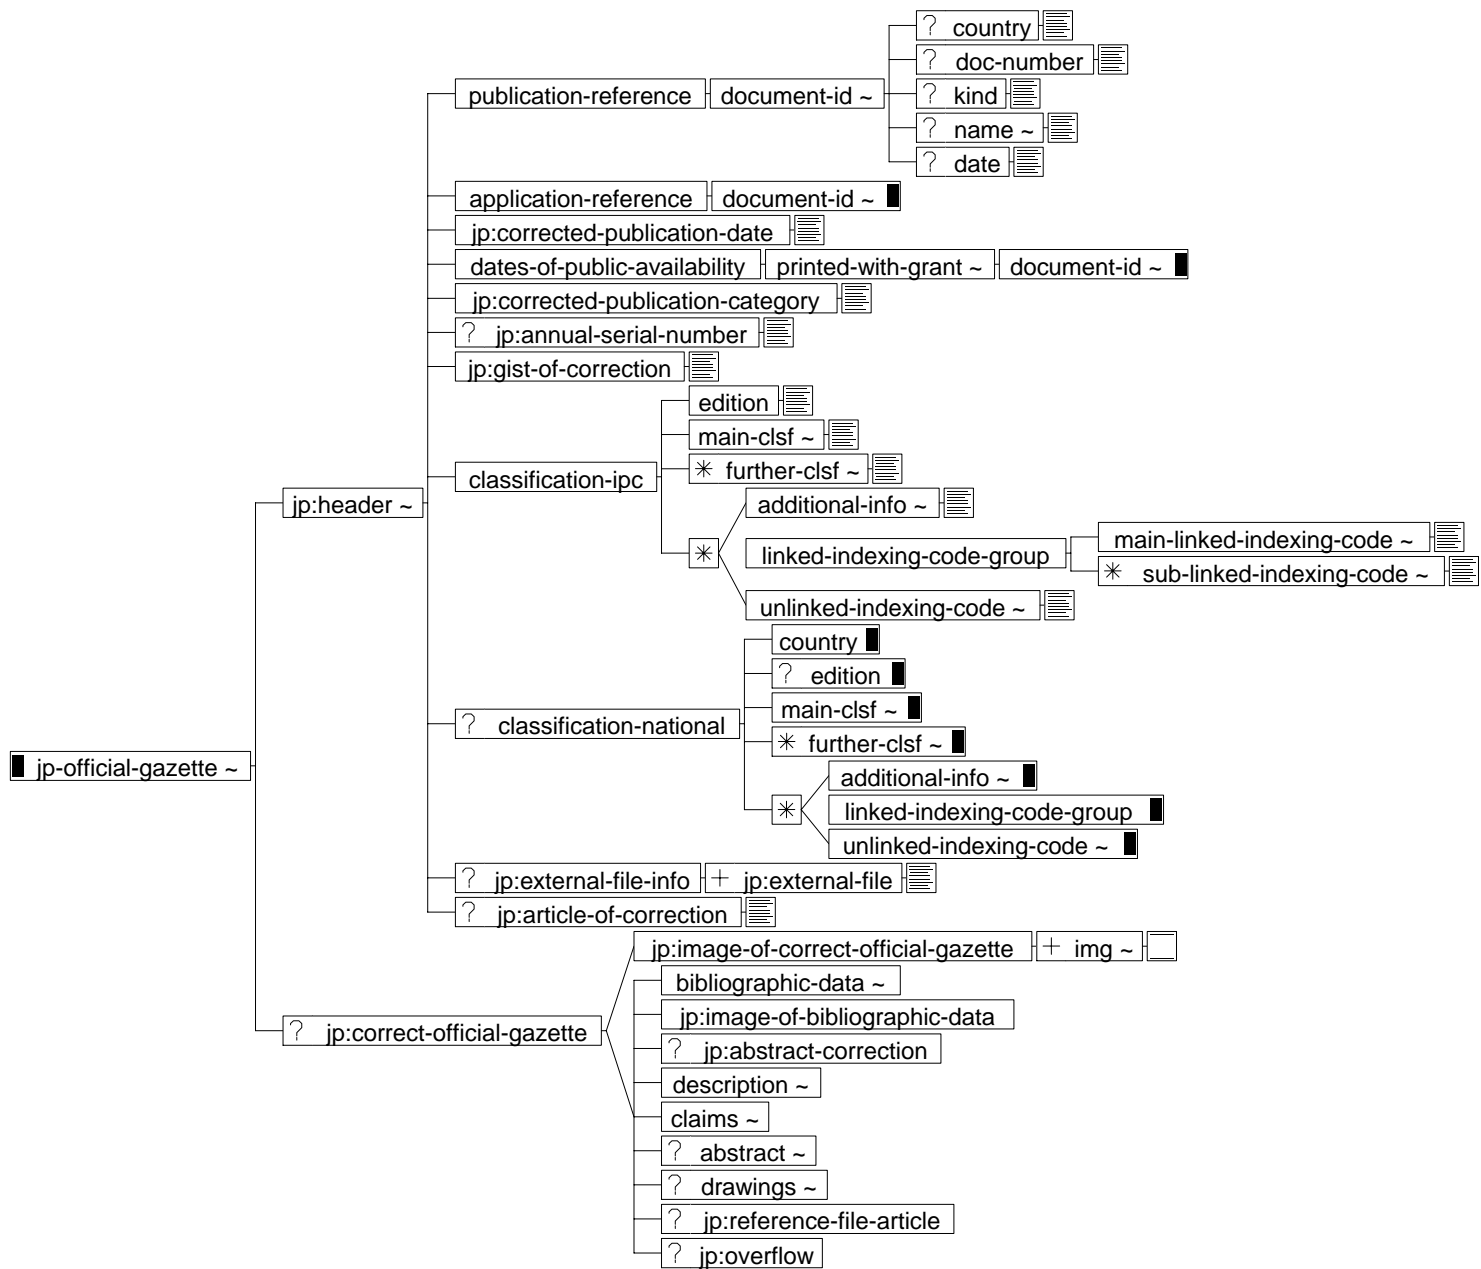 ? country
? doc-number
publication-reference document-id ~ ? kind
? name ~
? date
application-reference document-id ~
jp:corrected-publication-date
dates-of-public-availability printed-with-grant ~ document-id ~
jp:corrected-publication-category
? jp:annual-serial-number
jp:gist-of-correction
edition
main-clsf ~
* further-clsf ~
classification-ipc
jp:header ~
additional-info ~
main-linked-indexing-code ~
* linked-indexing-code-group
* sub-linked-indexing-code ~
unlinked-indexing-code ~
country
? edition
main-clsf ~
? classification-national
* further-clsf ~
jp-official-gazette ~
additional-info ~
* linked-indexing-code-group
unlinked-indexing-code ~
? jp:external-file-info + jp:external-file
? jp:article-of-correction
jp:image-of-correct-official-gazette + img ~
bibliographic-data ~
jp:image-of-bibliographic-data
? jp:correct-official-gazette
? jp:abstract-correction
description ~
claims ~
? abstract ~
? drawings ~
? jp:reference-file-article
? jp:overflow